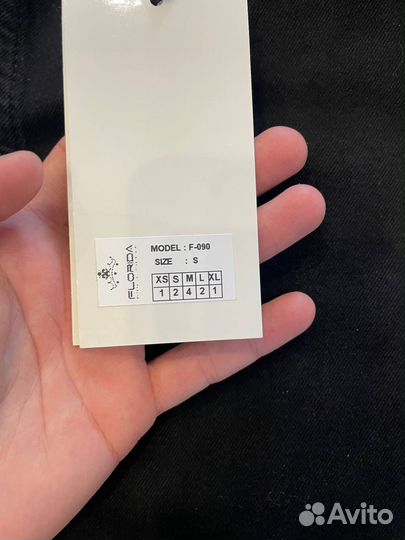 FLORIDA
MODEL : F-090
SIZE : S
XS S M L XL
1 2 4 2 1
Avito